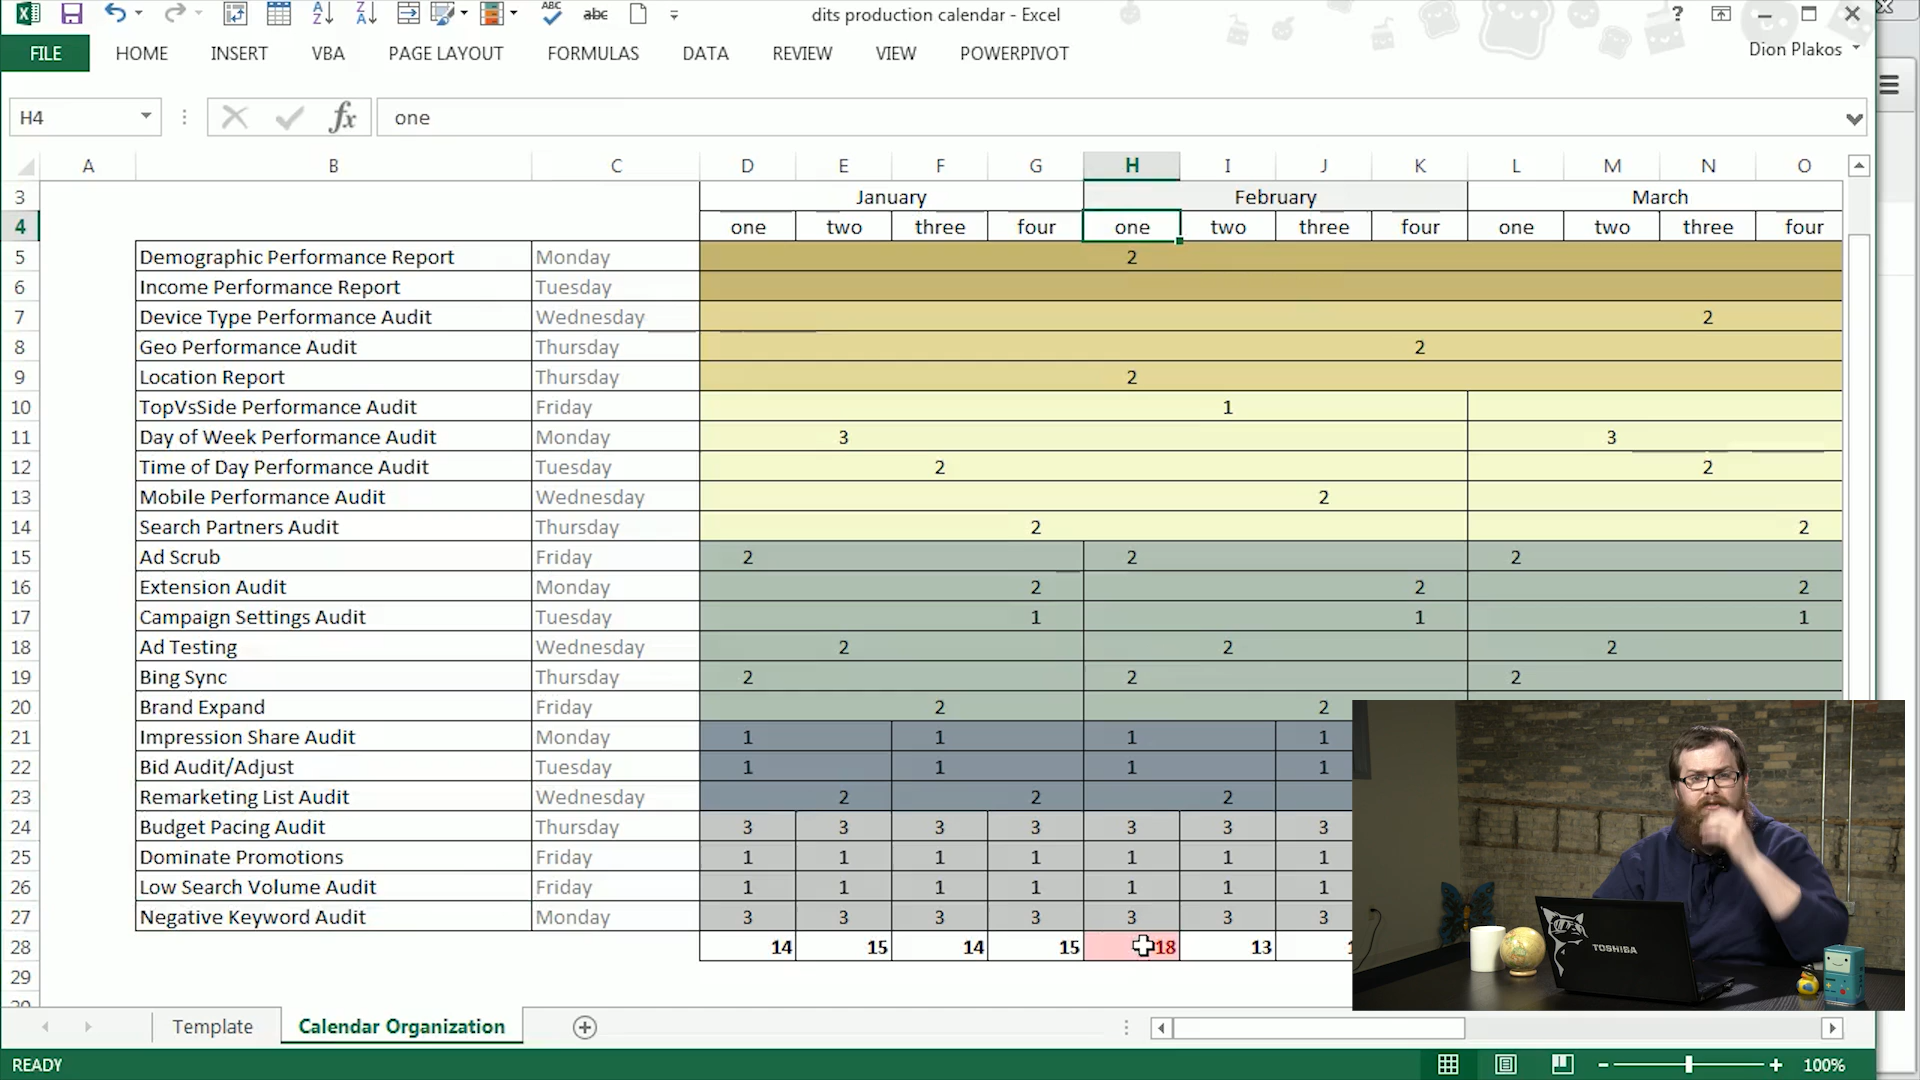 dits production calendar - Excel
FILE HOME INSERT VBA PAGE LAYOUT FORMULAS DATA REVIEW VIEW POWERPIVOT Dion Plakos
H4 fx one
A B C D E F G H I J K L M N O
3 January February March
4 one two three four one two three four one two three four
5 Demographic Performance Report Monday 2
6 Income Performance Report Tuesday
7 Device Type Performance Audit Wednesday 2
8 Geo Performance Audit Thursday 2
9 Location Report Thursday 2
10 TopVsSide Performance Audit Friday 1
11 Day of Week Performance Audit Monday 3 3
12 Time of Day Performance Audit Tuesday 2 2
13 Mobile Performance Audit Wednesday 2
14 Search Partners Audit Thursday 2 2
15 Ad Scrub Friday 2 2 2
16 Extension Audit Monday 2 2 2
17 Campaign Settings Audit Tuesday 1 1 1
18 Ad Testing Wednesday 2 2 2
19 Bing Sync Thursday 2 2 2
20 Brand Expand Friday 2 2
21 Impression Share Audit Monday 1 1 1 1
22 Bid Audit/Adjust Tuesday 1 1 1 1
23 Remarketing List Audit Wednesday 2 2 2
24 Budget Pacing Audit Thursday 3 3 3 3 3 3 3
25 Dominate Promotions Friday 1 1 1 1 1 1 1
26 Low Search Volume Audit Friday 1 1 1 1 1 1 1
27 Negative Keyword Audit Monday 3 3 3 3 3 3 3
28 14 15 14 15 18 13
29
TOSHIBA
Template Calendar Organization
READY 100%